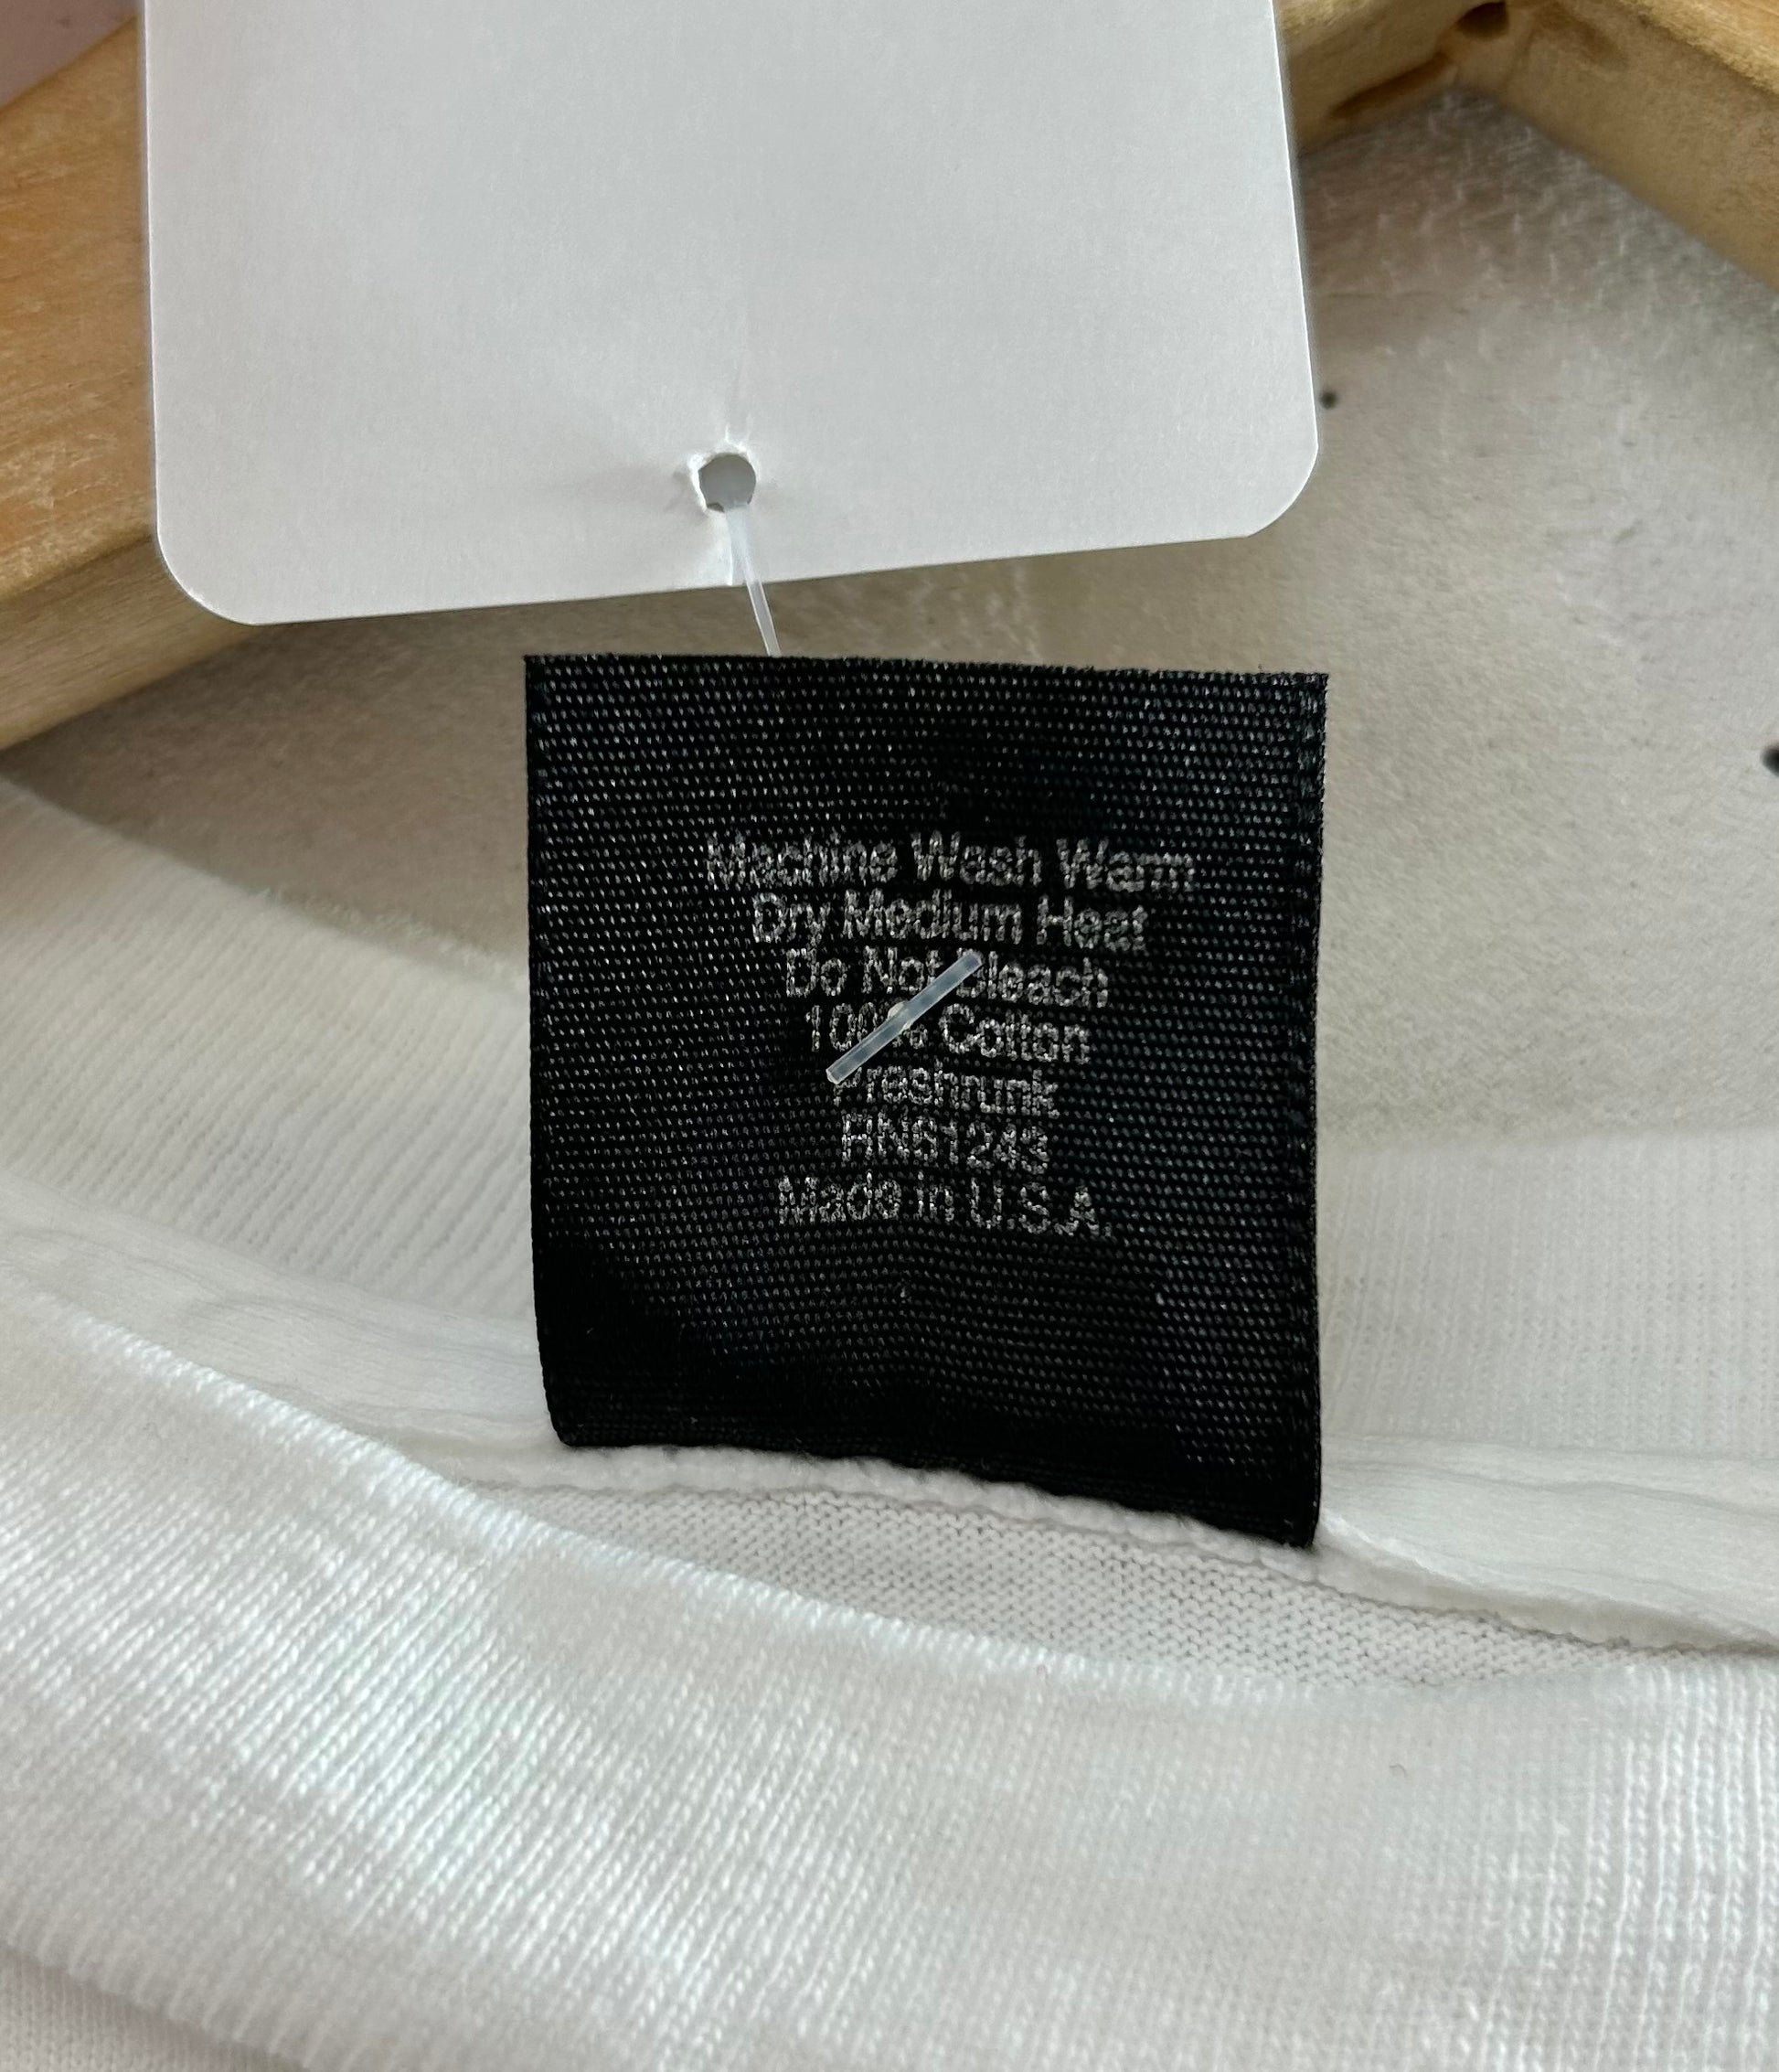 Machine Wash Warm
Dry Medium Heat
Do Not Bleach
100% Cotton
Preshrunk
RN61243
Made in U.S.A.